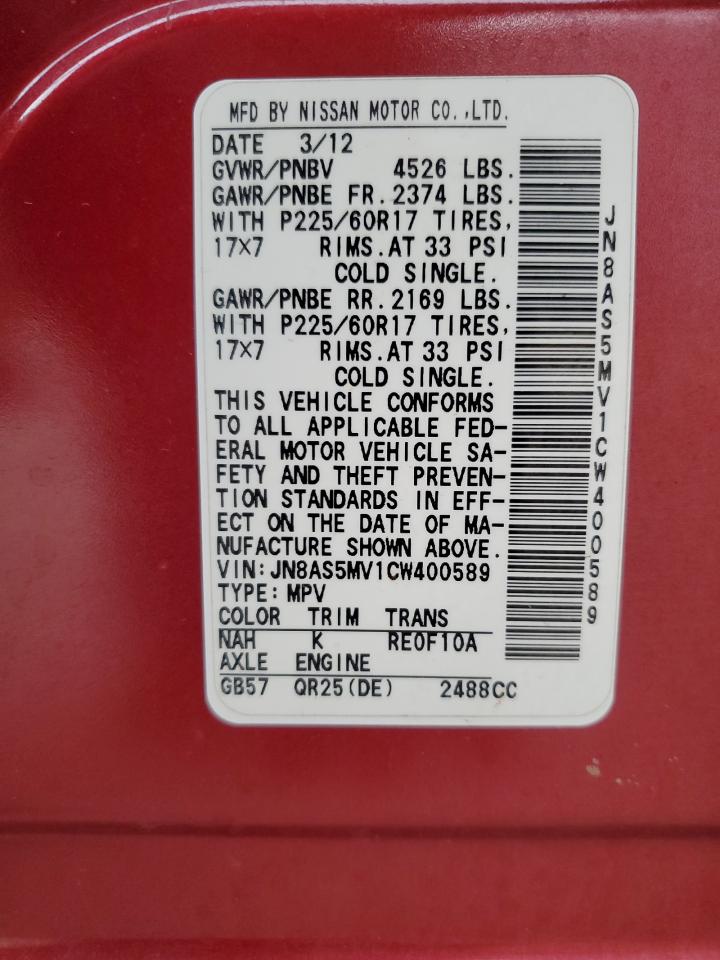 MFD BY NISSAN MOTOR CO.,LTD.
DATE 3/12
GVWR/PNBV 4526 LBS.
GAWR/PNBE FR.2374 LBS.
WITH P225/60R17 TIRES,
17×7 RIMS.AT 33 PSI
COLD SINGLE.
GAWR/PNBE RR.2169 LBS.
WITH P225/60R17 TIRES,
17×7 RIMS.AT 33 PSI
COLD SINGLE.
THIS VEHICLE CONFORMS
TO ALL APPLICABLE FED-
ERAL MOTOR VEHICLE SA-
FETY AND THEFT PREVEN-
TION STANDARDS IN EFF-
ECT ON THE DATE OF MA-
NUFACTURE SHOWN ABOVE.
VIN:JN8AS5MV1CW400589
TYPE:MPV
COLOR TRIM TRANS
NAH K RE0F10A
AXLE ENGINE
GB57 QR25(DE) 2488CC
JN8AS5MV1CW400589